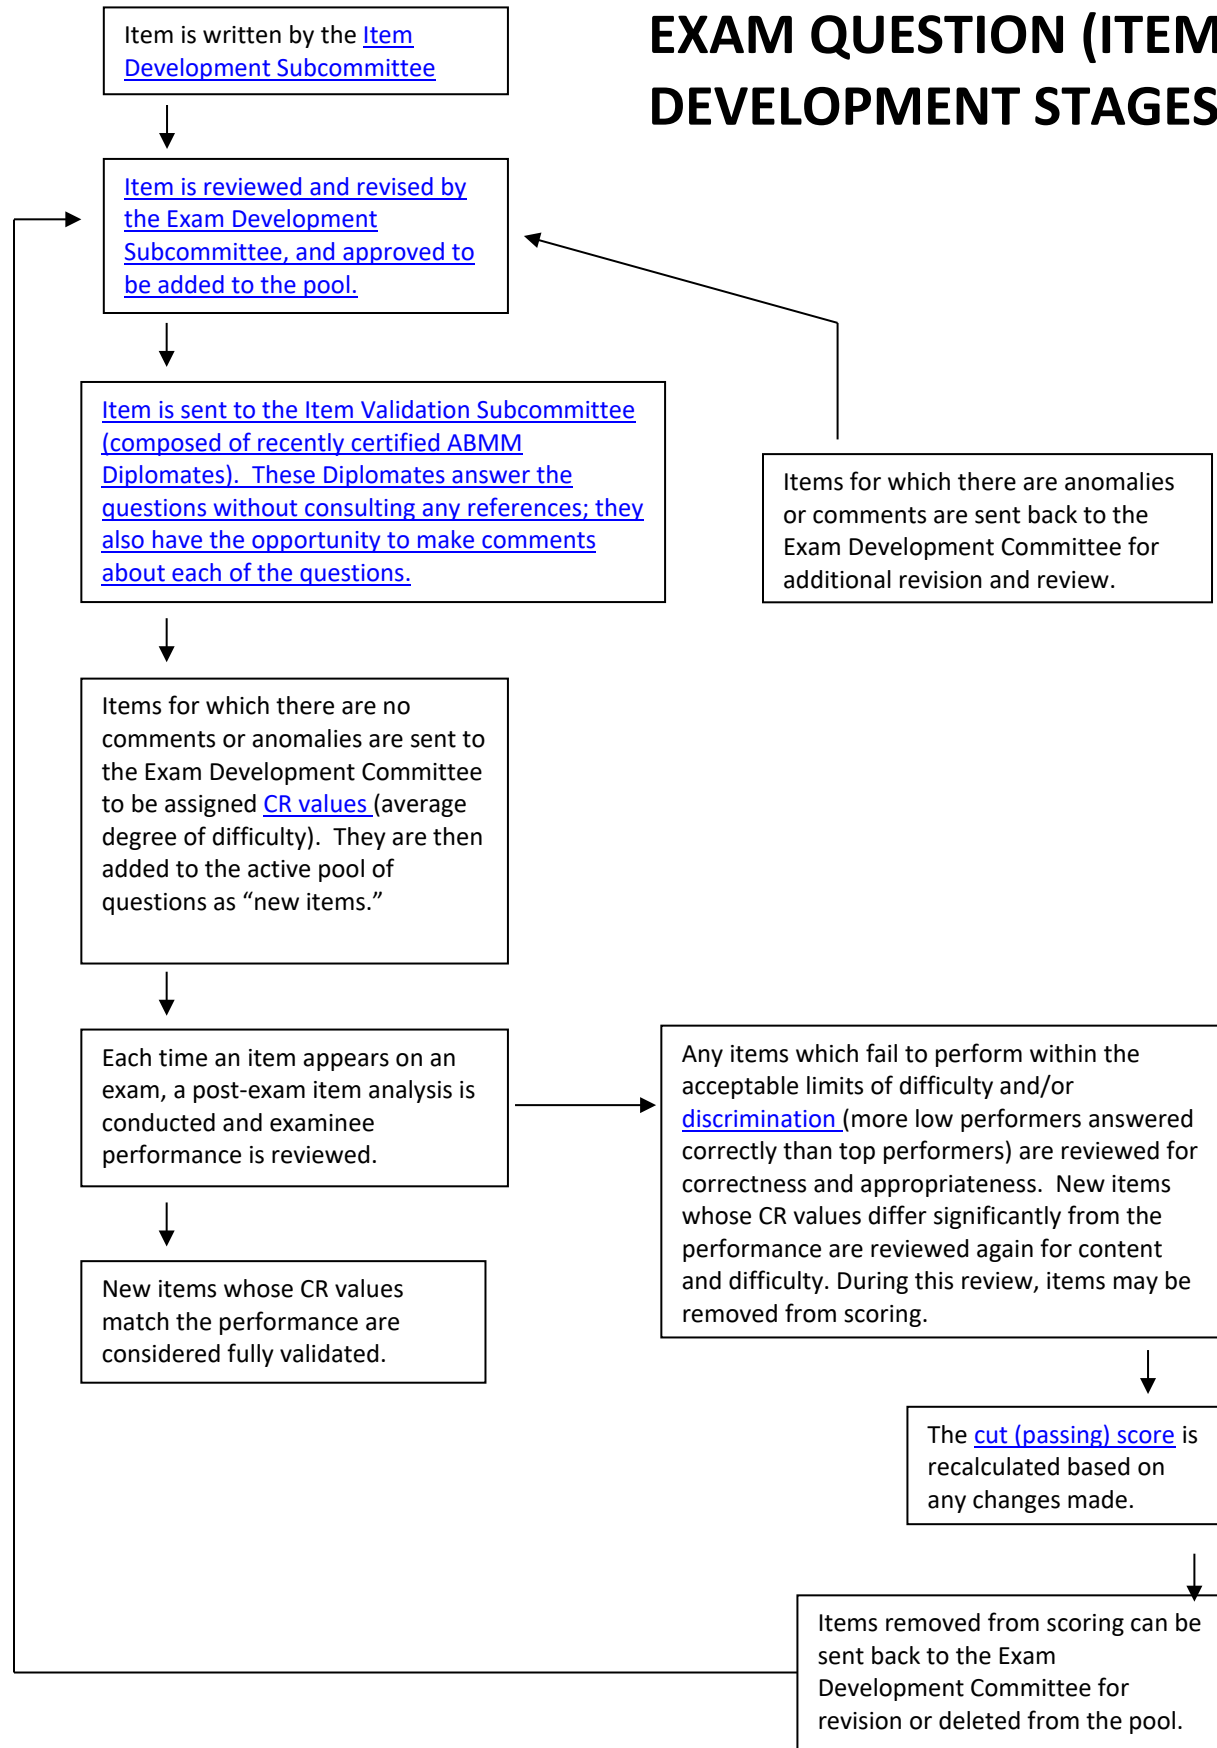 EXAM QUESTION (ITEM
DEVELOPMENT STAGES
Item is written by the Item
Development Subcommittee
Item is reviewed and revised by
the Exam Development
Subcommittee, and approved to
be added to the pool.
Item is sent to the Item Validation Subcommittee
(composed of recently certified ABMM
Diplomates).  These Diplomates answer the
questions without consulting any references; they
also have the opportunity to make comments
about each of the questions.
Items for which there are anomalies
or comments are sent back to the
Exam Development Committee for
additional revision and review.
Items for which there are no
comments or anomalies are sent to
the Exam Development Committee
to be assigned CR values (average
degree of difficulty).  They are then
added to the active pool of
questions as “new items.”
Each time an item appears on an
exam, a post-exam item analysis is
conducted and examinee
performance is reviewed.
Any items which fail to perform within the
acceptable limits of difficulty and/or
discrimination (more low performers answered
correctly than top performers) are reviewed for
correctness and appropriateness.  New items
whose CR values differ significantly from the
performance are reviewed again for content
and difficulty. During this review, items may be
removed from scoring.
New items whose CR values
match the performance are
considered fully validated.
The cut (passing) score is
recalculated based on
any changes made.
Items removed from scoring can be
sent back to the Exam
Development Committee for
revision or deleted from the pool.